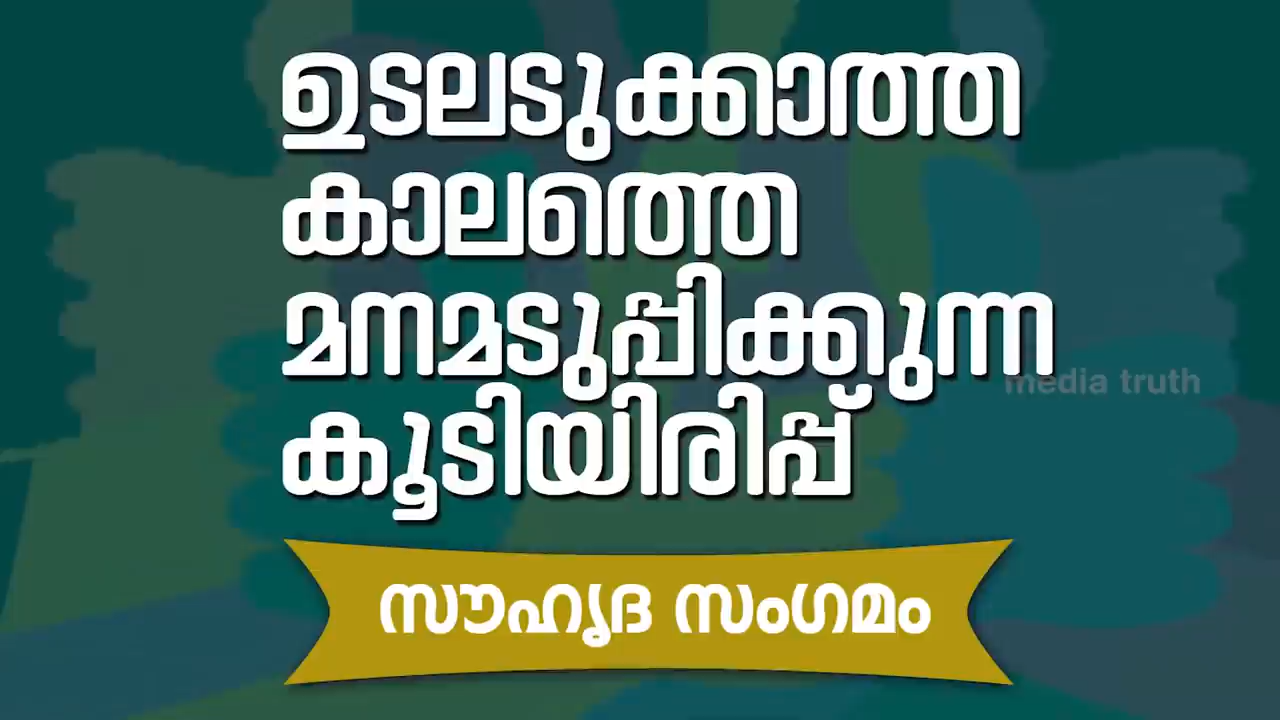 ഉടലടുക്കാത്ത
കാലത്തെ
മനമടുപ്പിക്കുന്ന
കൂടിയിരിപ്പ്
media truth
സൗഹൃദ സംഗമം